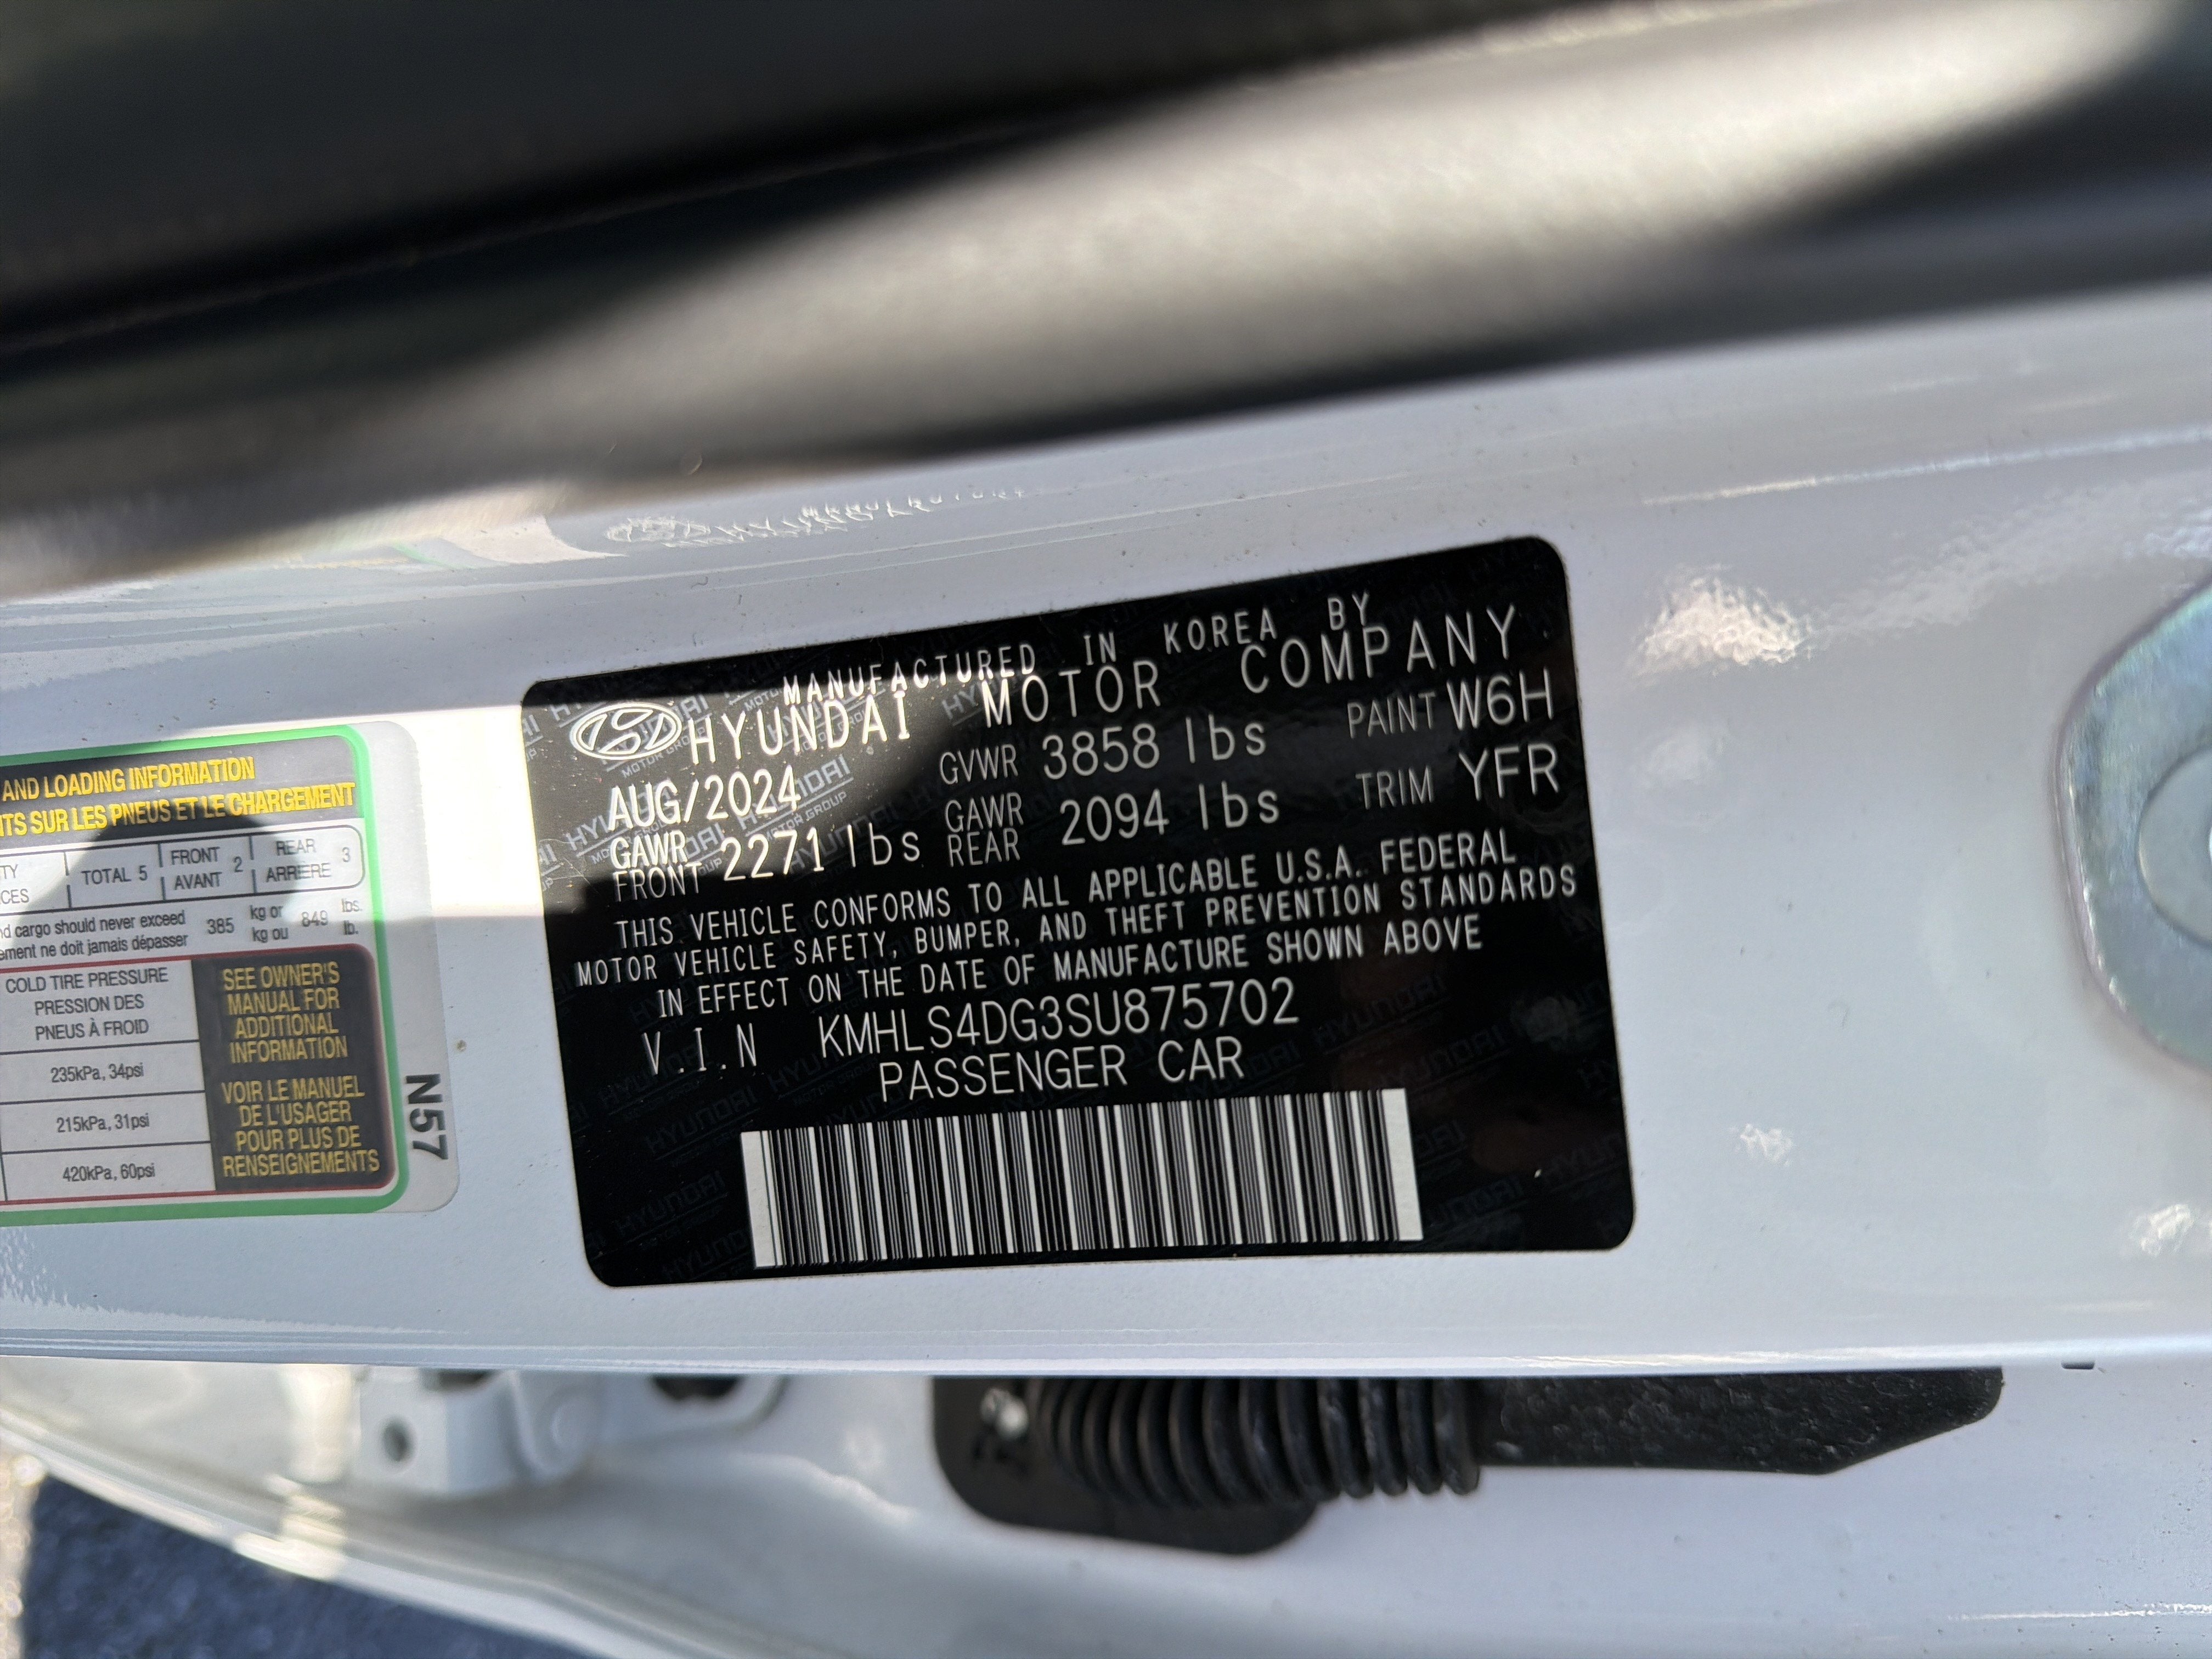 MANUFACTURED IN KOREA BY
HYUNDAI MOTOR COMPANY
AUG/2024 GVWR 3858 lbs PAINT W6H
GAWR FRONT 2271 lbs GAWR REAR 2094 lbs TRIM YFR
THIS VEHICLE CONFORMS TO ALL APPLICABLE U.S.A. FEDERAL
MOTOR VEHICLE SAFETY, BUMPER, AND THEFT PREVENTION STANDARDS
IN EFFECT ON THE DATE OF MANUFACTURE SHOWN ABOVE
V.I.N KMHLS4DG3SU875702
PASSENGER CAR
AND LOADING INFORMATION
SUR LES PNEUS ET LE CHARGEMENT
TOTAL 5
FRONT
AVANT 2
REAR
ARRIERE 3
cargo should never exceed
ne doit jamais dépasser
385
kg or
kg ou
849
lbs.
lb.
COLD TIRE PRESSURE
PRESSION DES
PNEUS À FROID
235kPa, 34psi
215kPa, 31psi
420kPa, 60psi
SEE OWNER'S
MANUAL FOR
ADDITIONAL
INFORMATION
VOIR LE MANUEL
DE L'USAGER
POUR PLUS DE
RENSEIGNEMENTS
N57